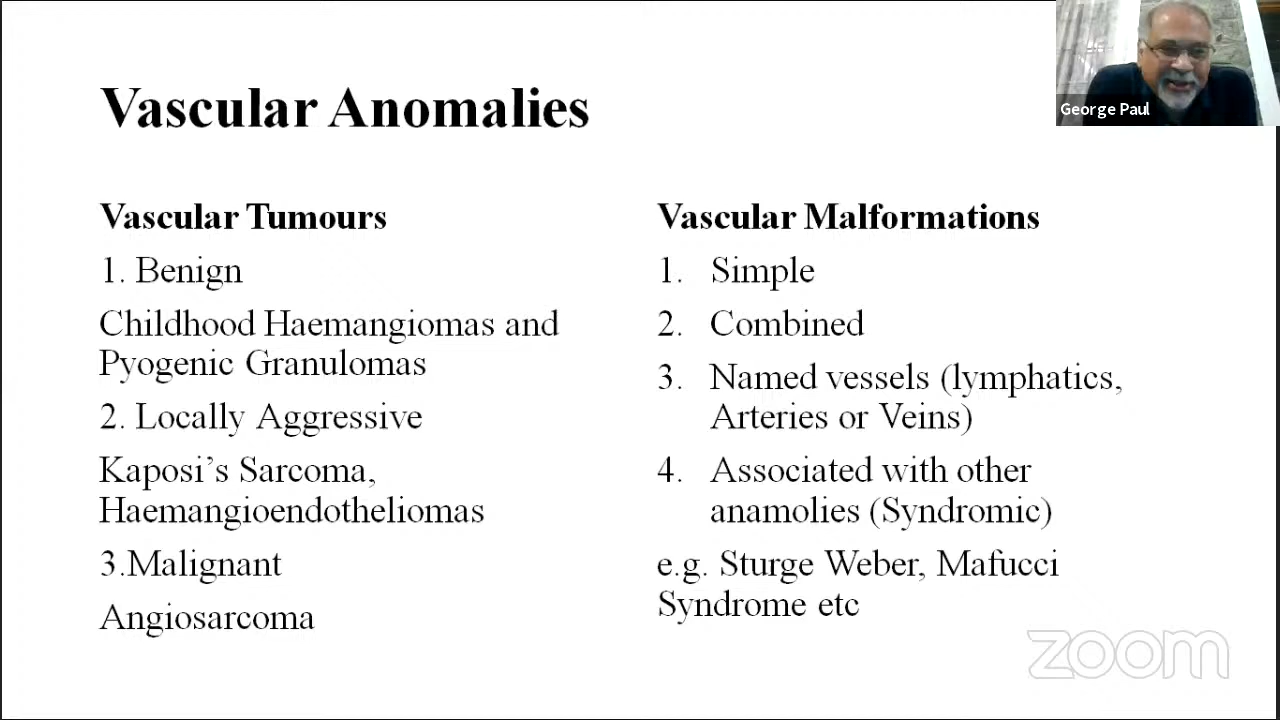 Vascular Anomalies
George Paul
Vascular Tumours
1. Benign
Childhood Haemangiomas and
Pyogenic Granulomas
2. Locally Aggressive
Kaposi’s Sarcoma,
Haemangioendotheliomas
3.Malignant
Angiosarcoma
Vascular Malformations
1. Simple
2. Combined
3. Named vessels (lymphatics,
Arteries or Veins)
4. Associated with other
anamolies (Syndromic)
e.g. Sturge Weber, Mafucci
Syndrome etc
zoom